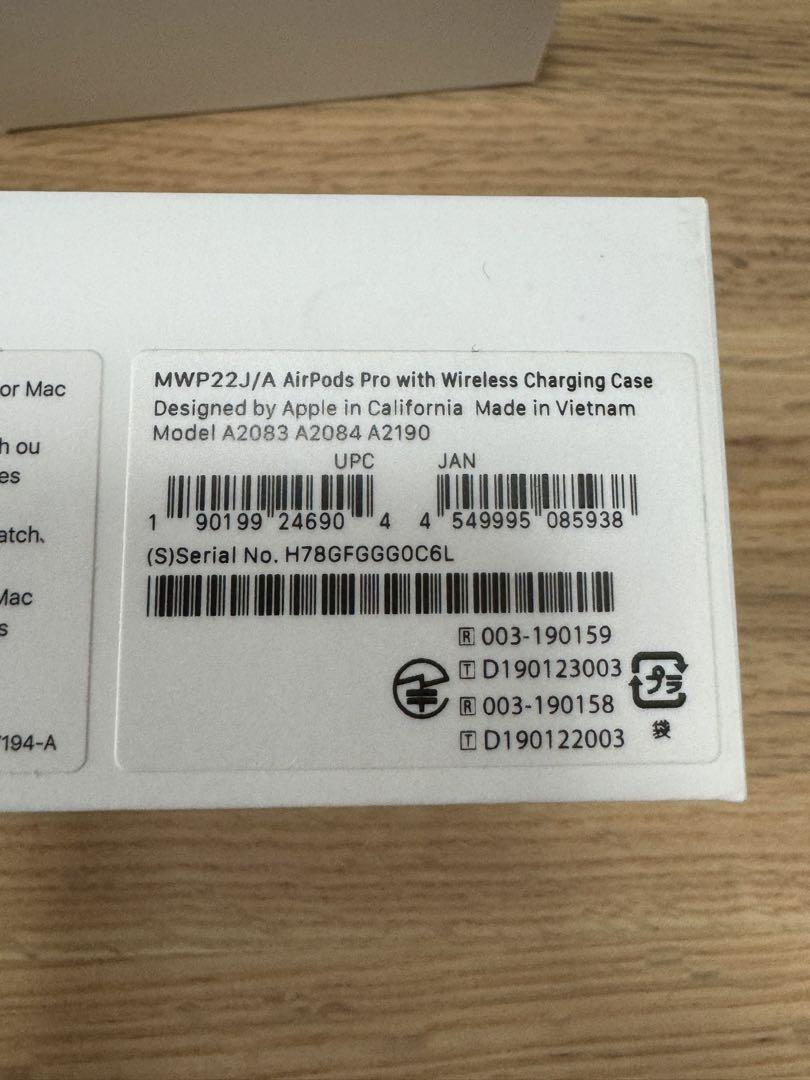 or Mac
h ou
es
atch、
Mac
s
194-A
MWP22J/A AirPods Pro with Wireless Charging Case
Designed by Apple in California Made in Vietnam
Model A2083 A2084 A2190
UPC JAN
1 90199 24690 4 4 549995 085938
(S)Serial No. H78GFGGG0C6L
R 003-190159
T D190123003
R 003-190158
T D190122003
プラ
袋